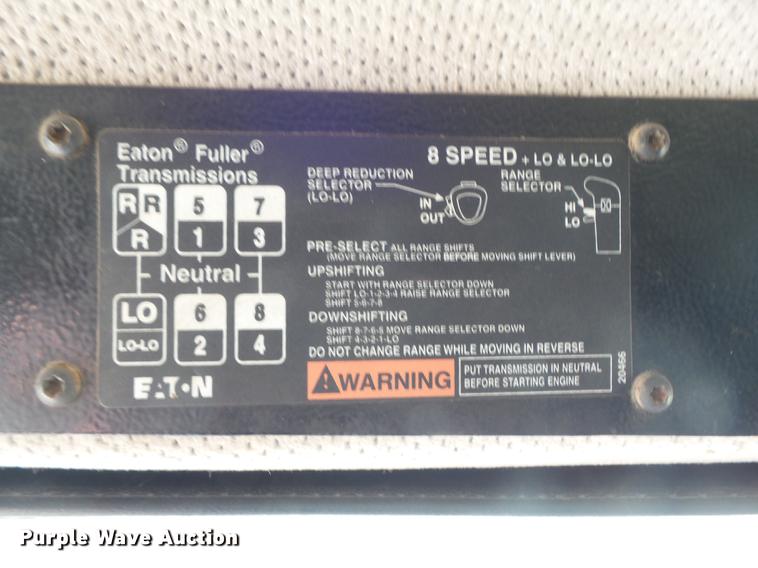 Eaton® Fuller®
Transmissions
8 SPEED + LO & LO-LO
R R 5 7
R 1 3
Neutral
LO 6 8
LO-LO 2 4
EATON
DEEP REDUCTION
SELECTOR
(LO-LO)
IN
OUT
RANGE
SELECTOR
HI
LO
PRE-SELECT ALL RANGE SHIFTS
(MOVE RANGE SELECTOR BEFORE MOVING SHIFT LEVER)
UPSHIFTING
START WITH RANGE SELECTOR DOWN
SHIFT LO-1-2-3-4 RAISE RANGE SELECTOR
SHIFT 5-6-7-8
DOWNSHIFTING
SHIFT 8-7-6-5 MOVE RANGE SELECTOR DOWN
SHIFT 4-3-2-1-LO
DO NOT CHANGE RANGE WHILE MOVING IN REVERSE
WARNING
PUT TRANSMISSION IN NEUTRAL
BEFORE STARTING ENGINE
20466
Purple Wave Auction